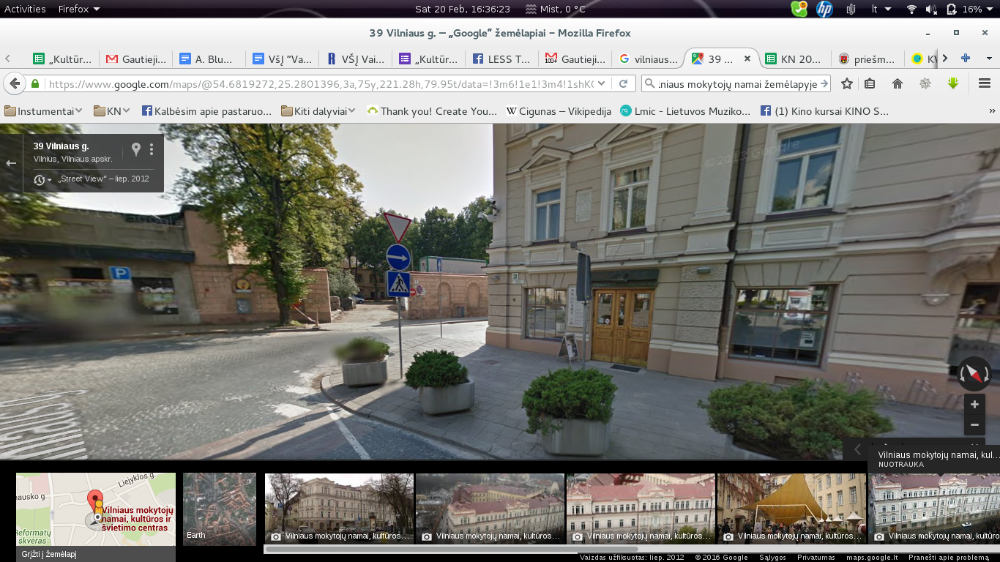 Activities Firefox Sat 20 Feb, 16:36:23 Mist, 0 °C 5 hp lt 16%
39 Vilniaus g. — „Google“ žemėlapiai - Mozilla Firefox
„Kultūr… Gautieji… A. Blu… VšĮ “Va… VŠĮ Vai… „Kultūr… LESS T… Gautieji… vilniaus… 39 … KN 20… priešm…
https://www.google.com/maps/@54.6819272,25.2801396,3a,75y,221.28h,79.95t/data=!3m6!1e1!3m4!1shK lniaus mokytojų namai žemėlapyje
Instumentai KN Kalbėsim apie pastaruo… Kiti dalyviai Thank you! Create You… Cigunas – Vikipedija Lmic - Lietuvos Muziko… (1) Kino kursai KINO S… »
39 Vilniaus g.
Vilnius, Vilniaus apskr.
„Street View“ – liep. 2012
©2013 Google
P
Vilniaus mokytojų namai, kul…
NUOTRAUKA
Liejyklos g.
nausko g.
Vilniaus mokytojų
namai, kultūros ir
švietimo centras
Reformatų
skveras
Grįžti į žemėlapį
Earth
Vilniaus mokytojų namai, kultūros…
Vilniaus mokytojų namai, kultūros…
Vilniaus mokytojų namai, kultūros…
Vilniaus mokytojų namai, kultūros…
Vilniaus mokytojų namai, kultūros…
Vaizdas užfiksuotas: liep. 2012 © 2016 Google Sąlygos Privatumas maps.google.lt Pranešti apie problemą